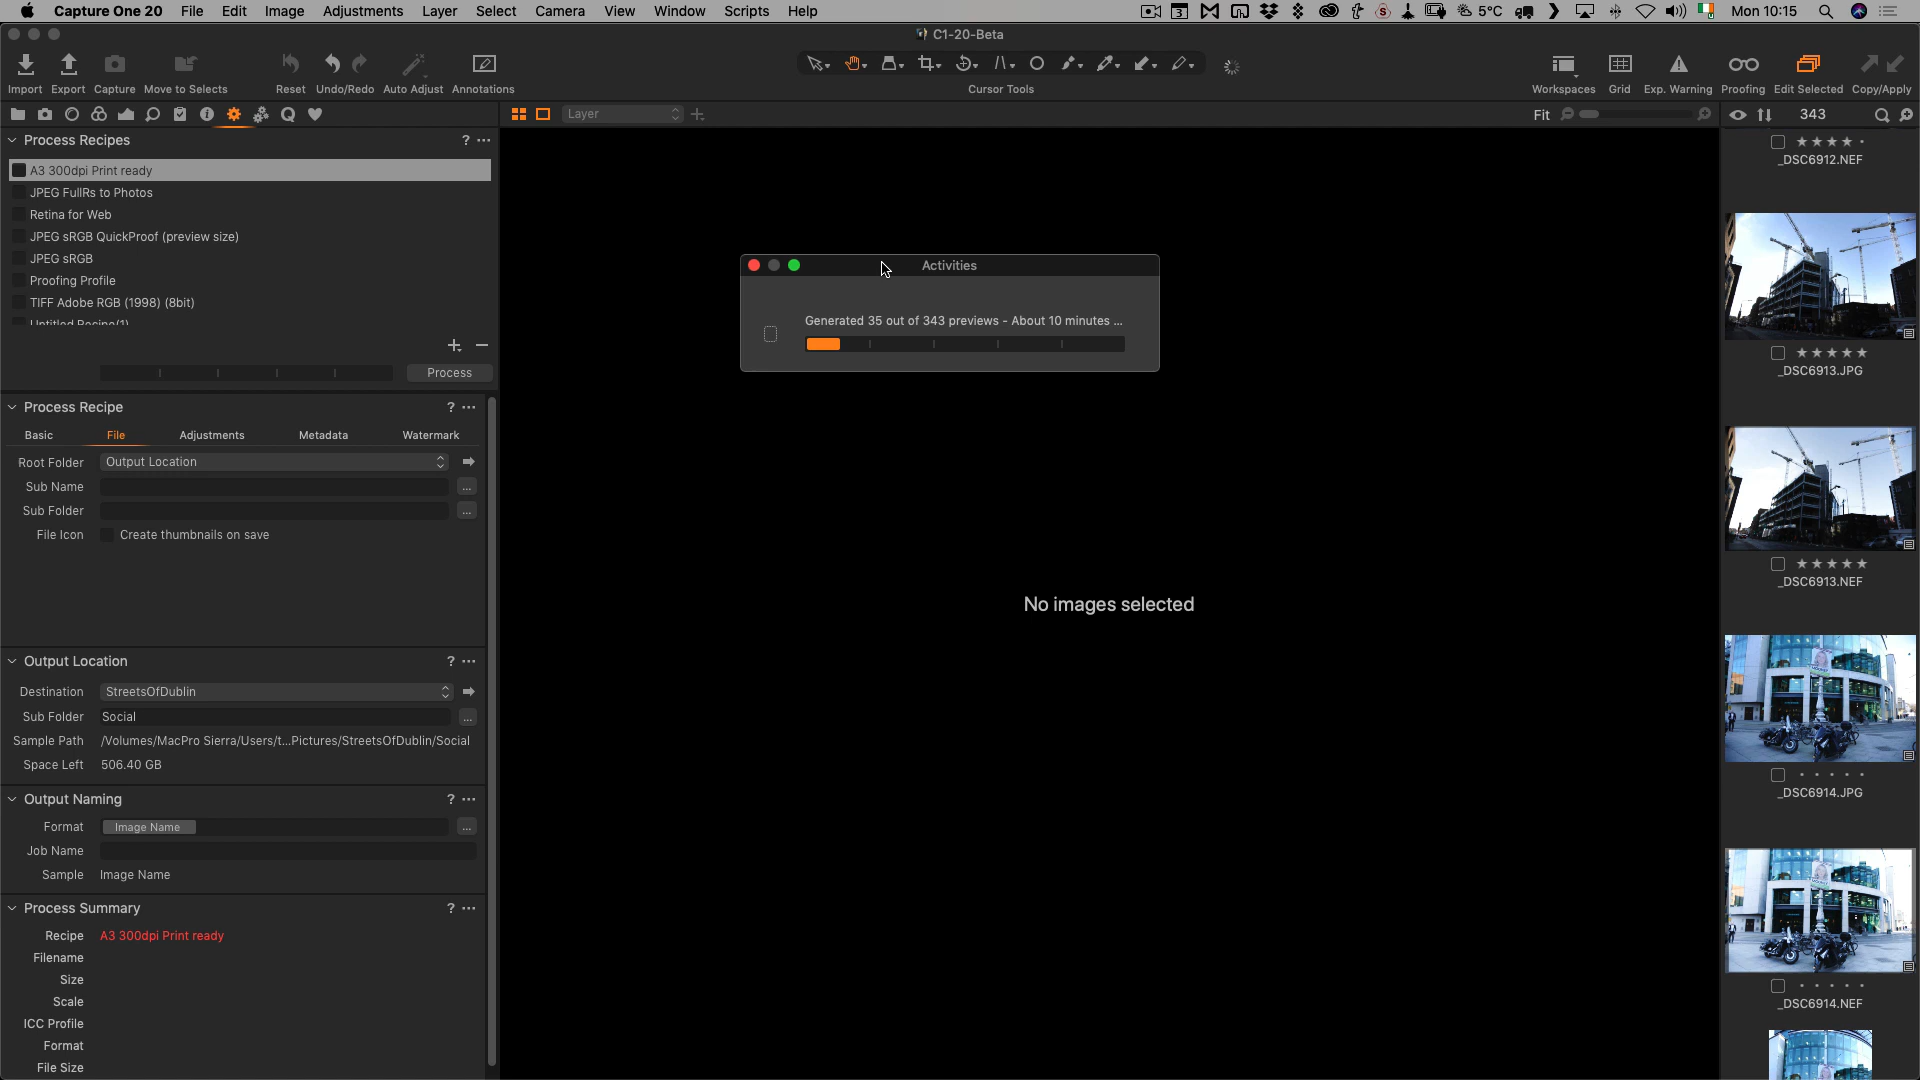 Capture One 20 File Edit Image Adjustments Layer Select Camera View Window Scripts Help 3 S 5°C Mon 10:15
C1-20-Beta
Import Export Capture Move to Selects Reset Undo/Redo Auto Adjust Annotations Cursor Tools Workspaces Grid Exp. Warning Proofing Edit Selected Copy/Apply
Layer Fit 343
Process Recipes ? ...
A3 300dpi Print ready
JPEG FullRs to Photos
Retina for Web
JPEG sRGB QuickProof (preview size)
JPEG sRGB
Proofing Profile
TIFF Adobe RGB (1998) (8bit)
Untitled Recipe(1)
Process
Process Recipe ? ...
Basic File Adjustments Metadata Watermark
Root Folder Output Location
Sub Name ...
Sub Folder ...
File Icon Create thumbnails on save
Output Location ? ...
Destination StreetsOfDublin
Sub Folder Social ...
Sample Path /Volumes/MacPro Sierra/Users/t...Pictures/StreetsOfDublin/Social
Space Left 506.40 GB
Output Naming ? ...
Format Image Name ...
Job Name
Sample Image Name
Process Summary ? ...
Recipe A3 300dpi Print ready
Filename
Size
Scale
ICC Profile
Format
File Size
Activities
Generated 35 out of 343 previews - About 10 minutes ...
No images selected
_DSC6912.NEF
_DSC6913.JPG
_DSC6913.NEF
_DSC6914.JPG
_DSC6914.NEF